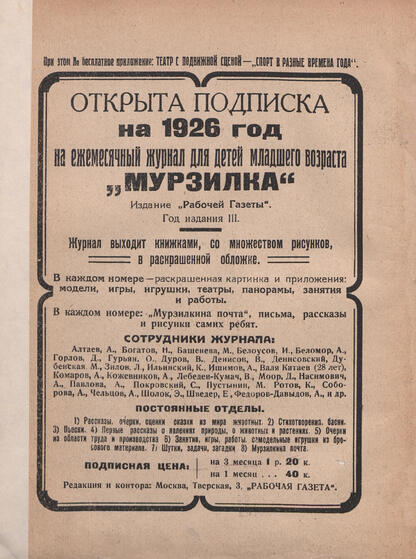 При этом № бесплатное приложение: ТЕАТР С ПОДВИЖНОЙ СЦЕНОЙ—„СПОРТ В РАЗНЫЕ ВРЕМЕНА ГОДА“.
ОТКРЫТА ПОДПИСКА
на 1926 год
на ежемесячный журнал для детей младшего возраста
„МУРЗИЛКА“
Издание „Рабочей Газеты“.
Год издания III.
Журнал выходит книжками, со множеством рисунков,
в раскрашенной обложке.
В каждом номере—раскрашенная картинка и приложения:
модели, игры, игрушки, театры, панорамы, занятия
и работы.
В каждом номере: „Мурзилкина почта“, письма, рассказы
и рисунки самих ребят.
СОТРУДНИКИ ЖУРНАЛА:
Алтаев, А., Богатов, Н., Башенева, М., Белоусов, И., Беломор, А.,
Горлов, Д., Гурьян. О., Дуров, В., Денисов, В., Денисовский, Ду-
бейская М., Зилов, Л., Ильинский, К., Ишимов, А., Валя Катаев (28 лет),
Комаров, А., Кожевников, А., Лебедев-Кумач, В., Моор, Д., Насимович,
А., Павлова, А., Покровский, С., Пустынин, М. Ротов, К., Соборо-
рова, А., Чельцов, А., Шолок, Э., Шведер, Е., Федоров-Давыдов, А., и др.
ПОСТОЯННЫЕ ОТДЕЛЫ.
1) Рассказы, очерки, сценки сказки из мира животных. 2) Стихотворения, басни.
3) Пьески. 4) Первые рассказы о явлениях природы, о животных и растениях. 5) Очерки
из области труда и производства 6) Занятия, игры, работы, самодельные игрушки из бро-
сового материала. 7) Шутки, задачи, загадки 8) Мурзилкина почта.
ПОДПИСНАЯ ЦЕНА: на 3 месяца 1 р. 20 к.
на 1 месяц . . . 40 к.
Редакция и контора: Москва, Тверская, 3, „РАБОЧАЯ ГАЗЕТА“.